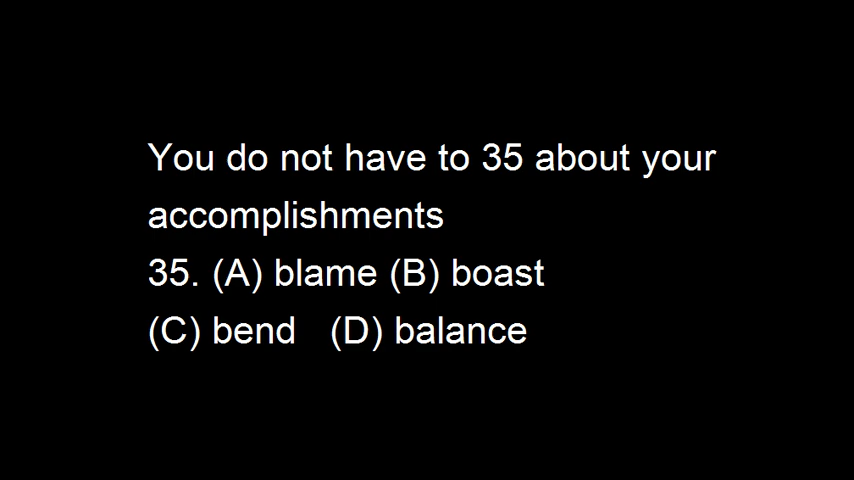 You do not have to 35 about your
accomplishments
35. (A) blame (B) boast
(C) bend (D) balance